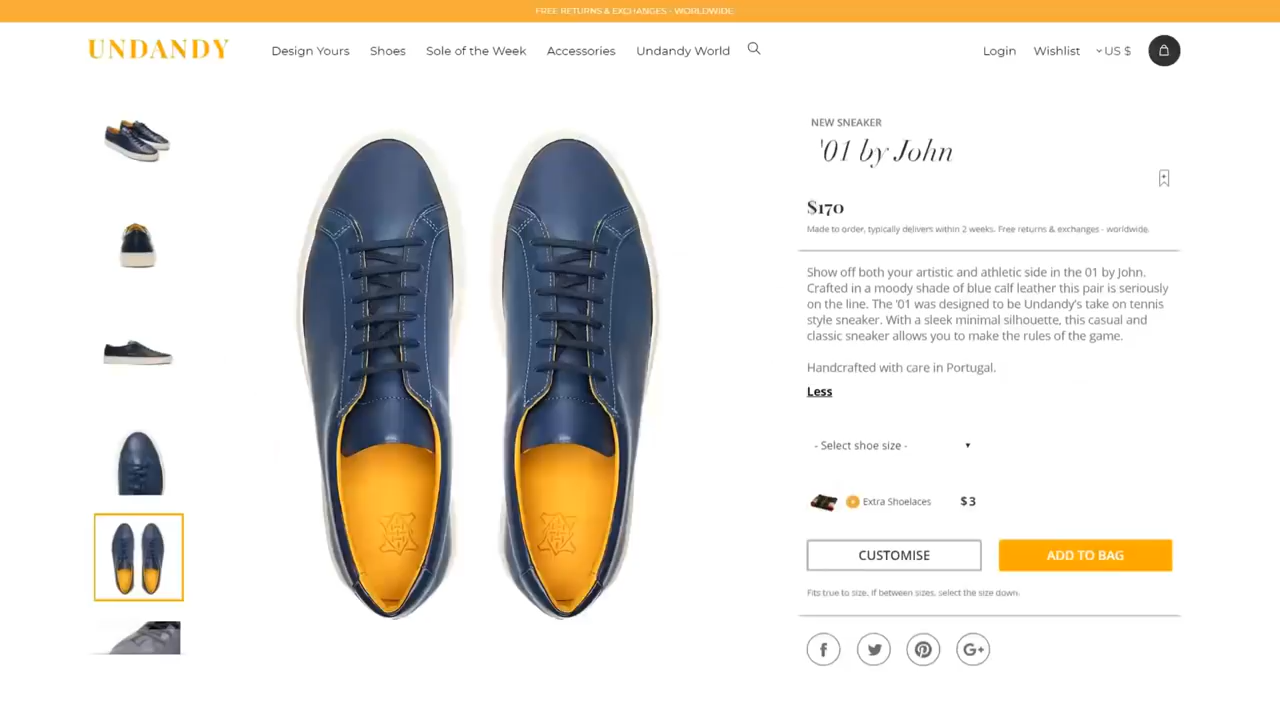 FREE RETURNS & EXCHANGES - WORLDWIDE
UNDANDY
Design Yours
Shoes
Sole of the Week
Accessories
Undandy World
Login
Wishlist
US $
NEW SNEAKER
'01 by John
$170
Made to order, typically delivers within 2 weeks. Free returns & exchanges - worldwide.
Show off both your artistic and athletic side in the 01 by John.
Crafted in a moody shade of blue calf leather this pair is seriously
on the line. The '01 was designed to be Undandy's take on tennis
style sneaker. With a sleek minimal silhouette, this casual and
classic sneaker allows you to make the rules of the game.
Handcrafted with care in Portugal.
Less
- Select shoe size -
Extra Shoelaces
$3
CUSTOMISE
ADD TO BAG
Fits true to size, if between sizes, select the size down.
f
G+